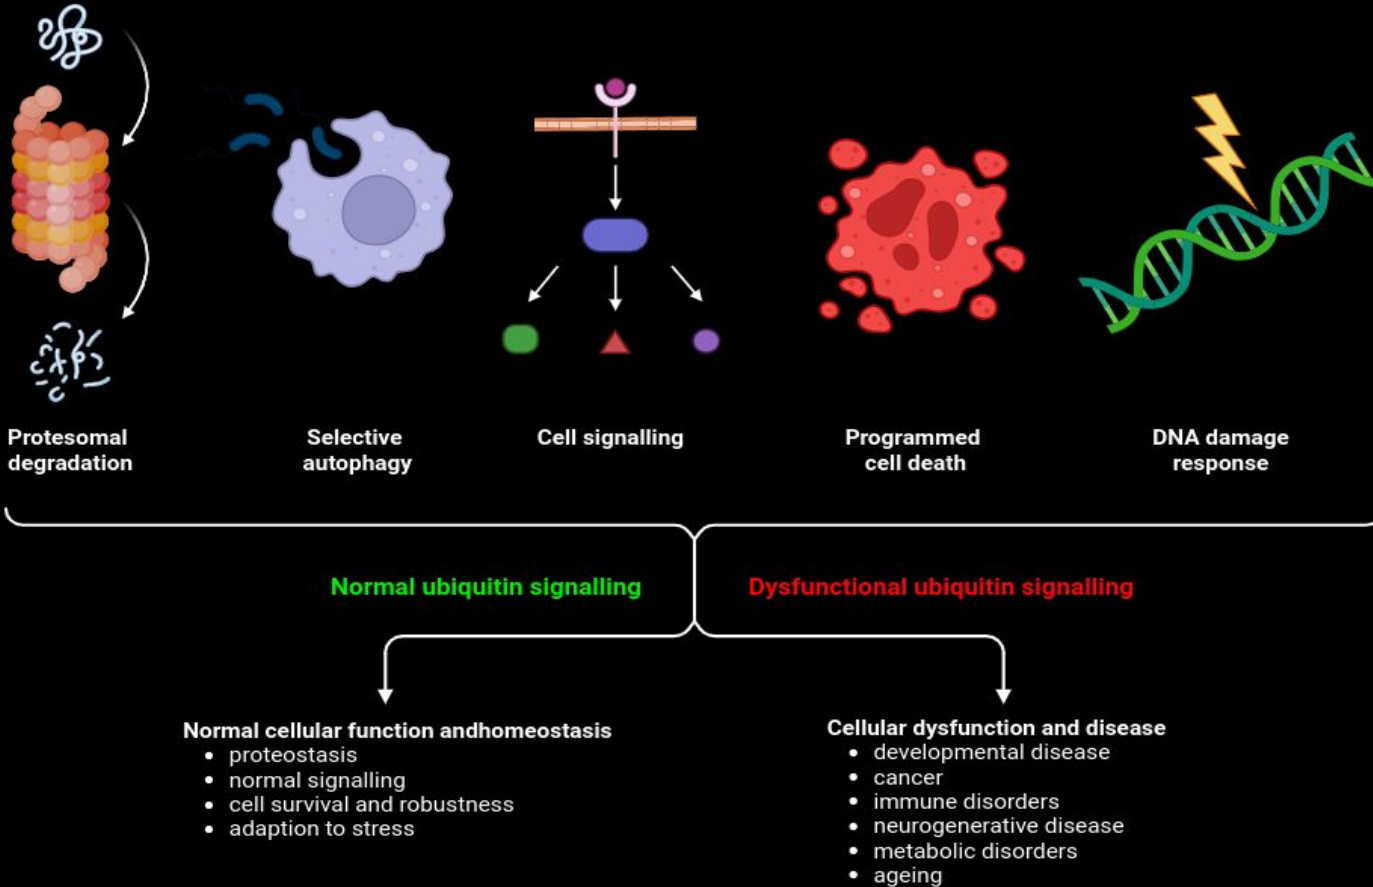 Protesomal
degradation
Selective
autophagy
Cell signalling
Programmed
cell death
DNA damage
response
Normal ubiquitin signalling
Dysfunctional ubiquitin signalling
Normal cellular function andhomeostasis
• proteostasis
• normal signalling
• cell survival and robustness
• adaption to stress
Cellular dysfunction and disease
• developmental disease
• cancer
• immune disorders
• neurogenerative disease
• metabolic disorders
• ageing